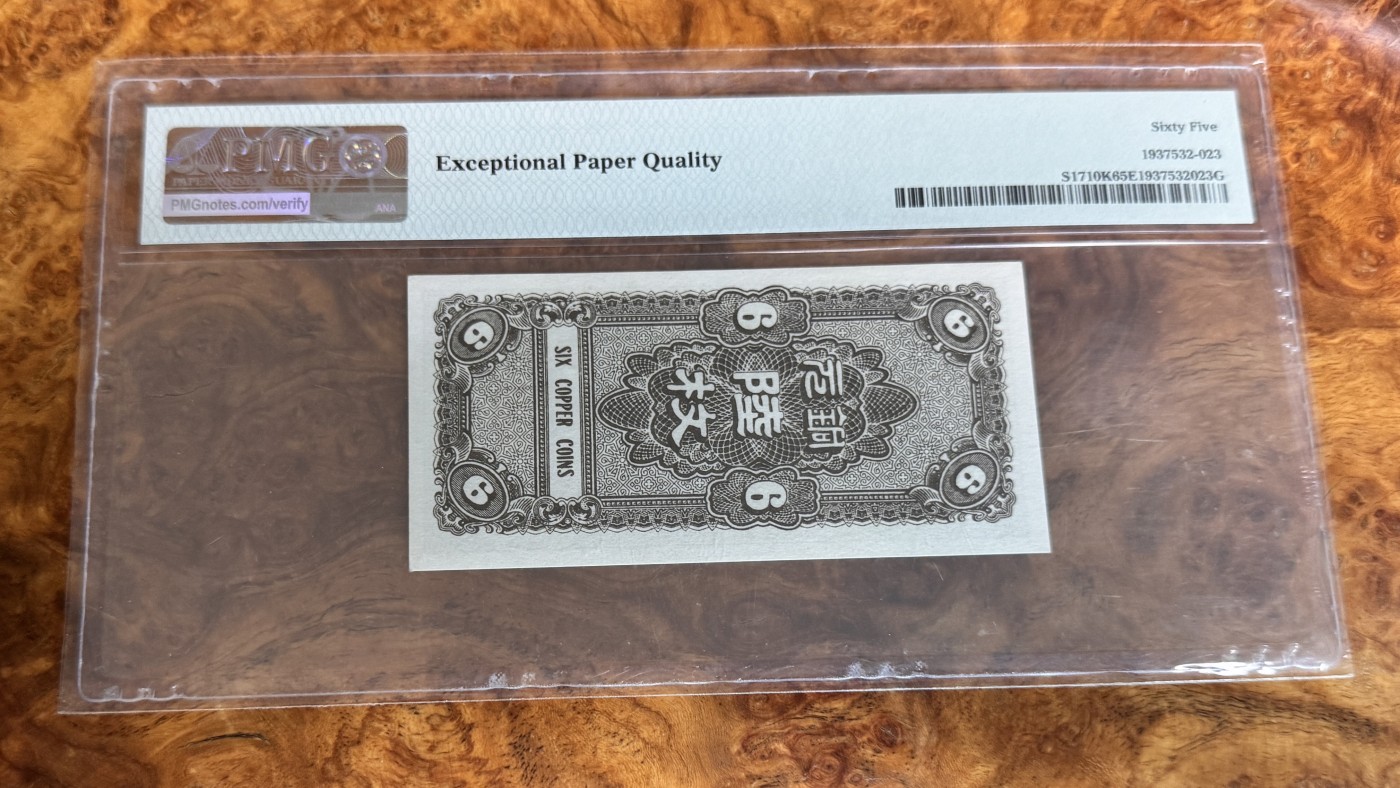 PMG
PMGnotes.com/verify
ANA
Exceptional Paper Quality
Sixty Five
1937532-023
S1710K65E1937532023G
6 6
銅元
6 陸 6
枚
SIX COPPER COINS
6 6